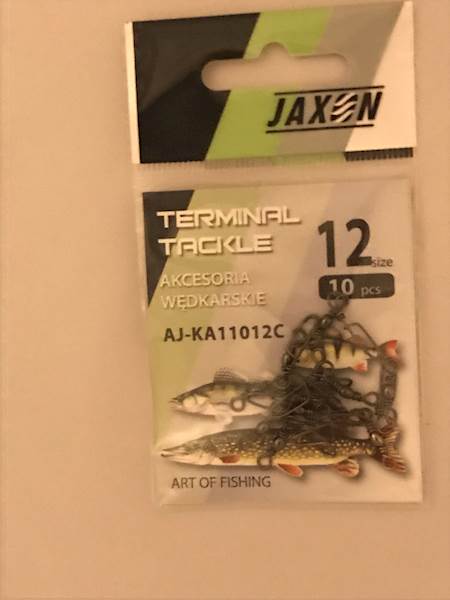 JAXON
TERMINAL
TACKLE
12 size
10 pcs
AKCESORIA
WĘDKARSKIE
AJ-KA11012C
ART OF FISHING